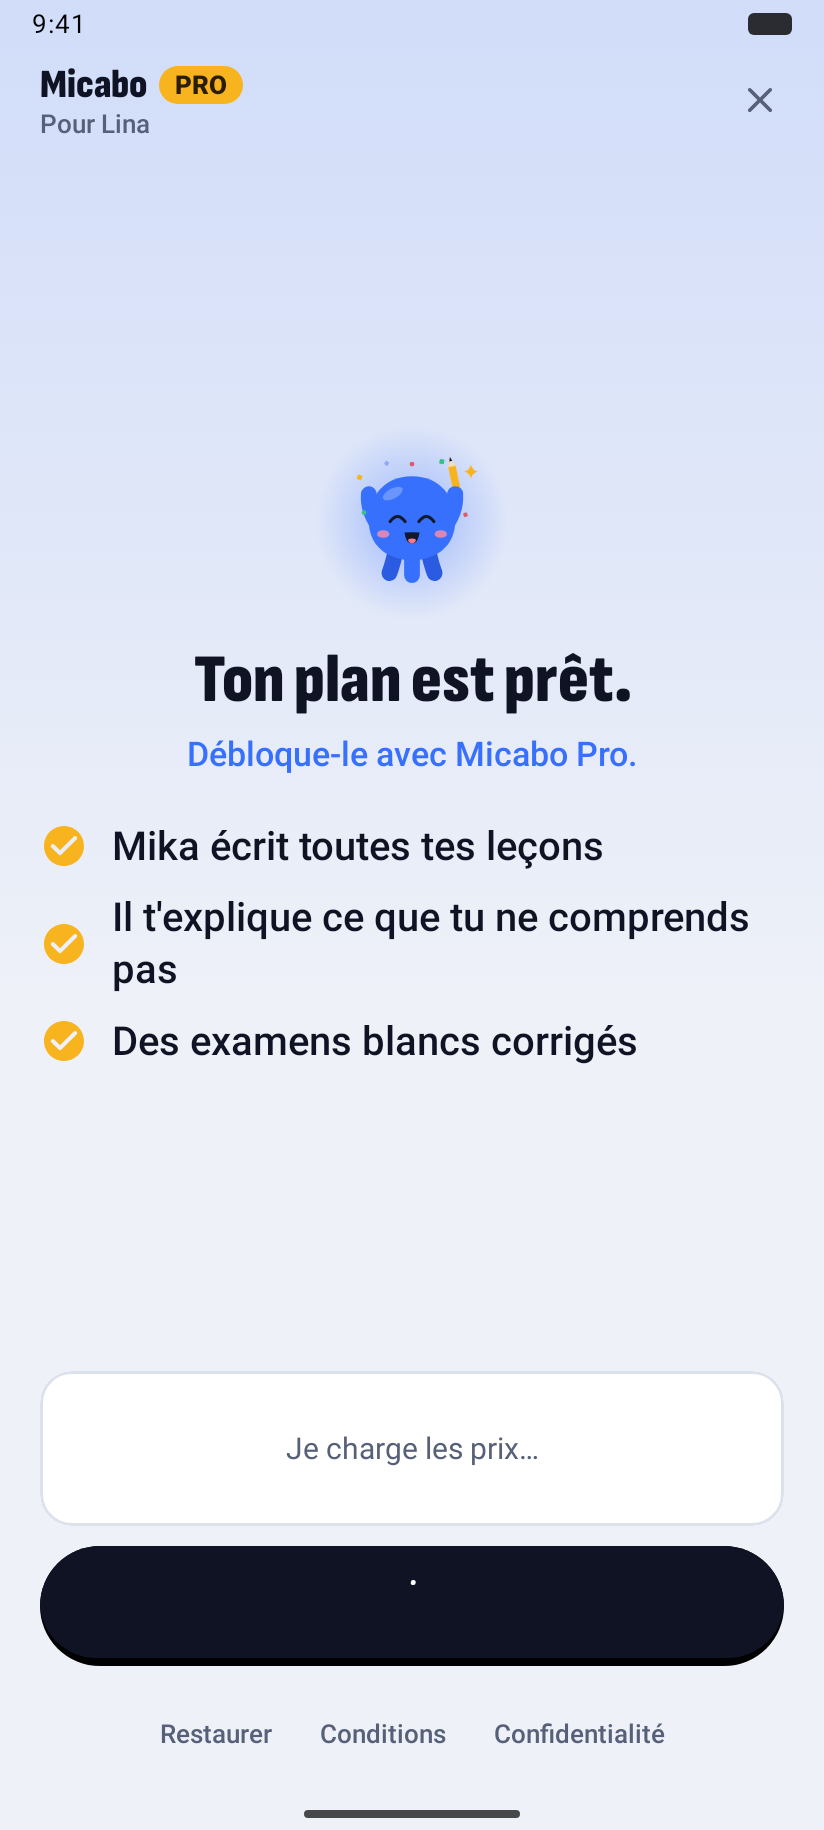 9:41
Micabo PRO
Pour Lina
Ton plan est prêt.
Débloque-le avec Micabo Pro.
Mika écrit toutes tes leçons
Il t'explique ce que tu ne comprends
pas
Des examens blancs corrigés
Je charge les prix…
Restaurer Conditions Confidentialité